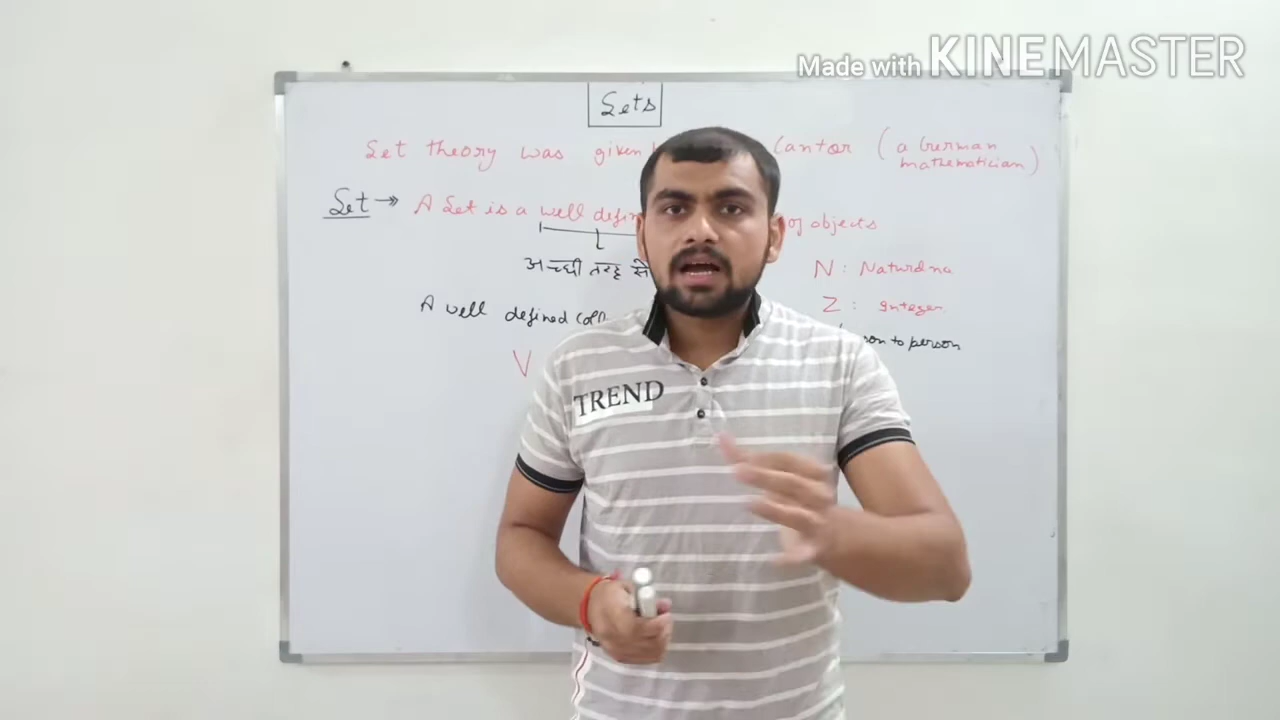 Made with KINEMASTER
Sets
Set theory was given Cantor (a German mathematician)
Set → A Set is a well defin of objects
अच्छी तरह से
N : Natural no
Z : Integer
A well defined coll son to person
V
TREND